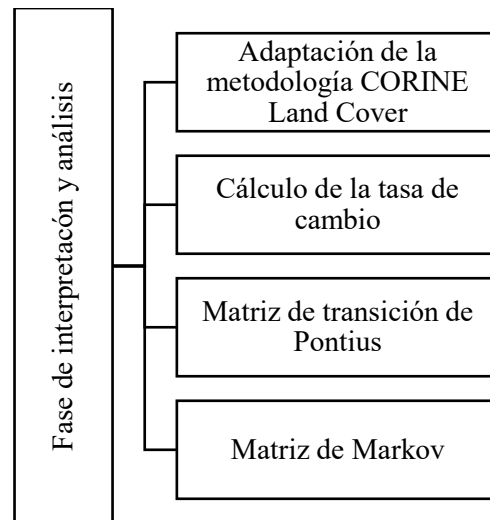 Fase de interpretacón y análisis
Adaptación de la
metodología CORINE
Land Cover
Cálculo de la tasa de
cambio
Matriz de transición de
Pontius
Matriz de Markov